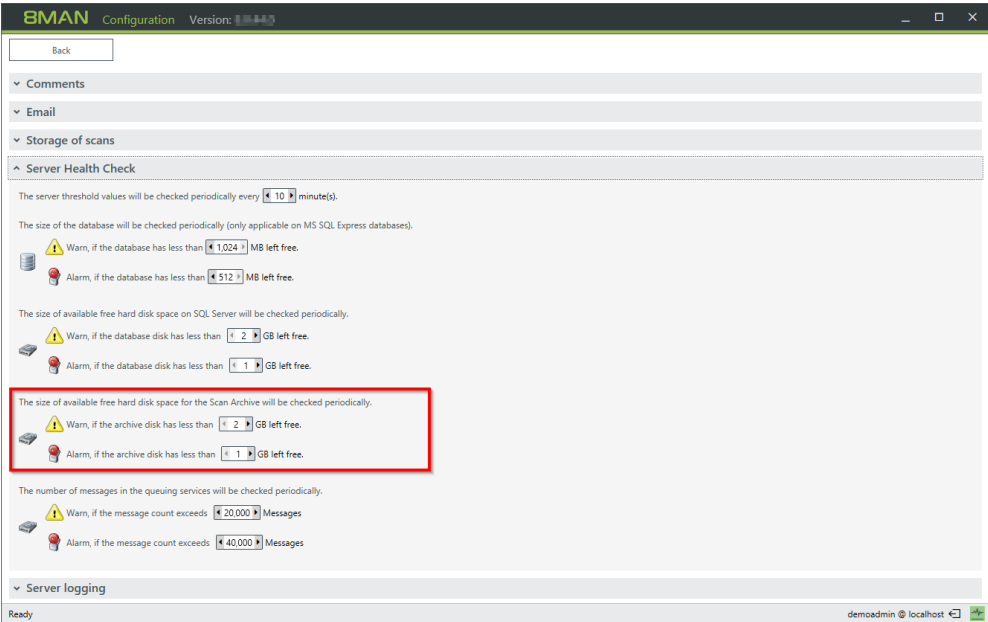 8MAN Configuration Version:
Back
Comments
Email
Storage of scans
Server Health Check
The server threshold values will be checked periodically every 10 minute(s).
The size of the database will be checked periodically (only applicable on MS SQL Express databases).
Warn, if the database has less than 1,024 MB left free.
Alarm, if the database has less than 512 MB left free.
The size of available free hard disk space on SQL Server will be checked periodically.
Warn, if the database disk has less than 2 GB left free.
Alarm, if the database disk has less than 1 GB left free.
The size of available free hard disk space for the Scan Archive will be checked periodically.
Warn, if the archive disk has less than 2 GB left free.
Alarm, if the archive disk has less than 1 GB left free.
The number of messages in the queuing services will be checked periodically.
Warn, if the message count exceeds 20,000 Messages
Alarm, if the message count exceeds 40,000 Messages
Server logging
Ready demoadmin @ localhost